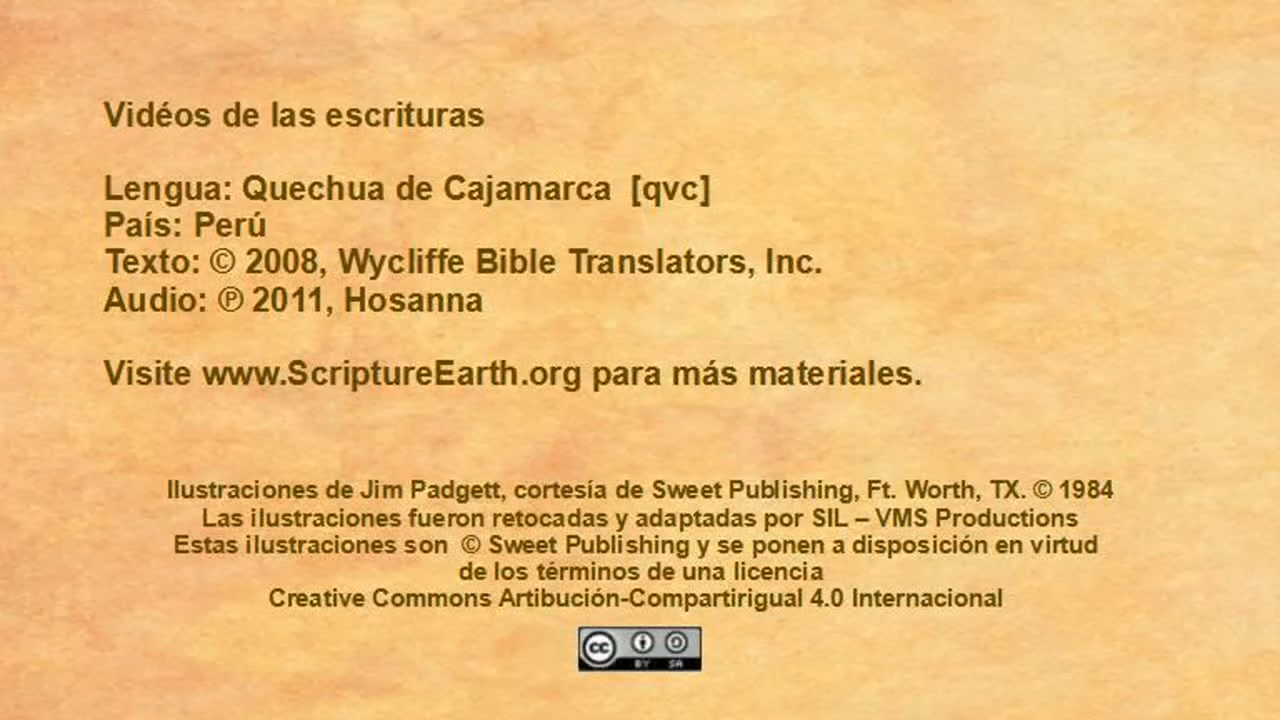 Vidéos de las escrituras
Lengua: Quechua de Cajamarca [qvc]
País: Perú
Texto: © 2008, Wycliffe Bible Translators, Inc.
Audio: ℗ 2011, Hosanna
Visite www.ScriptureEarth.org para más materiales.
Ilustraciones de Jim Padgett, cortesía de Sweet Publishing, Ft. Worth, TX. © 1984
Las ilustraciones fueron retocadas y adaptadas por SIL – VMS Productions
Estas ilustraciones son © Sweet Publishing y se ponen a disposición en virtud
de los términos de una licencia
Creative Commons Artibución-Compartirigual 4.0 Internacional
cc BY SA